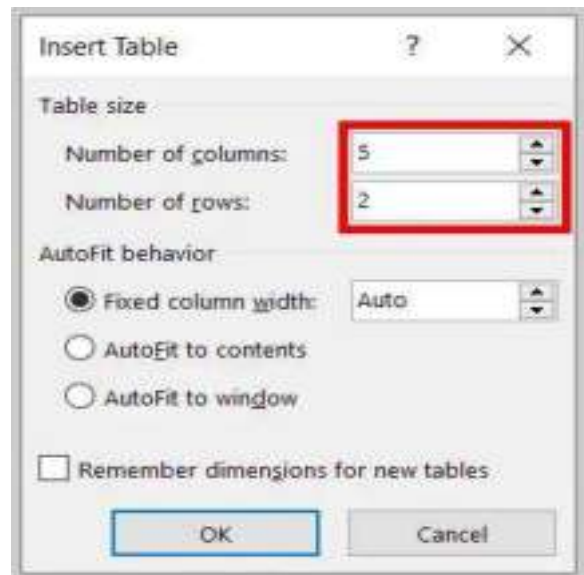 Insert Table ?
Table size
Number of columns: 5
Number of rows: 2
AutoFit behavior
Fixed column width: Auto
AutoFit to contents
AutoFit to window
Remember dimensions for new tables
OK Cancel